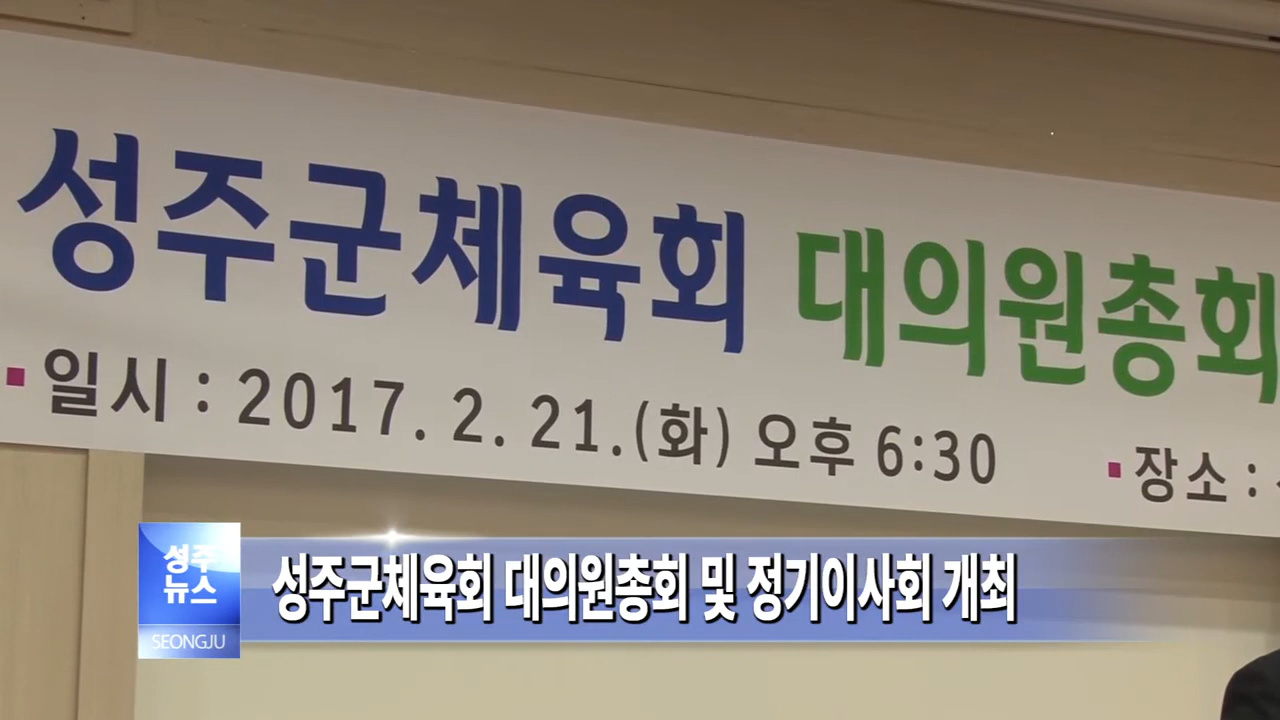 성주군체육회 대의원총회
▪ 일시 : 2017. 2. 21.(화) 오후 6:30 ▪ 장소 :
성주
뉴스
SEONGJU
성주군체육회 대의원총회 및 정기이사회 개최